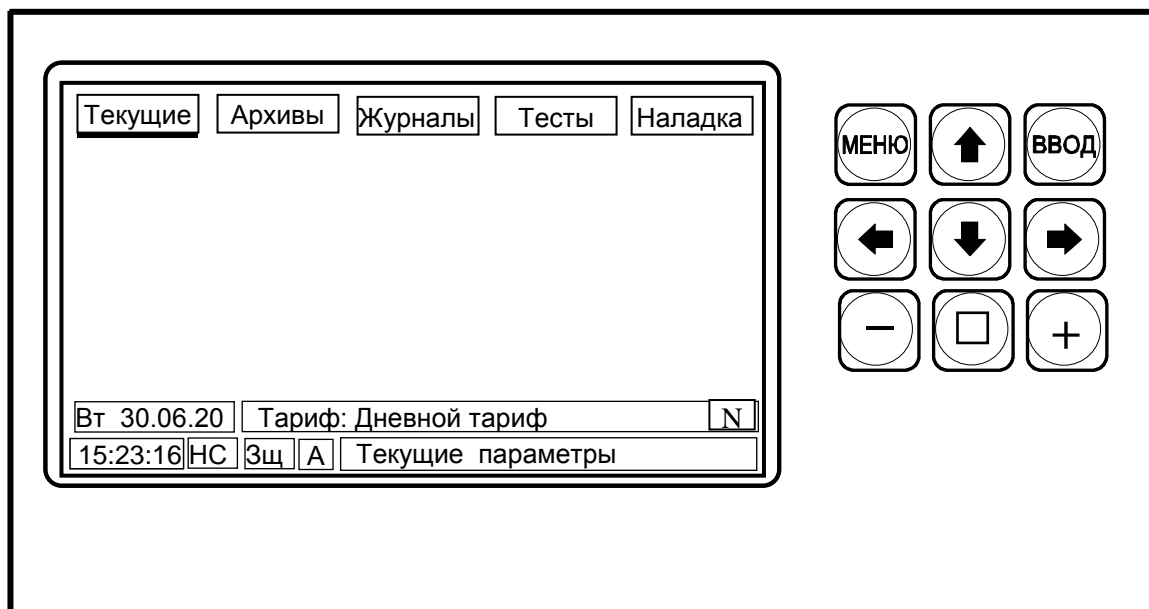 Текущие Архивы Журналы Тесты Наладка
Вт 30.06.20 Тариф: Дневной тариф N
15:23:16 НС Зщ А Текущие параметры
МЕНЮ ВВОД
− +